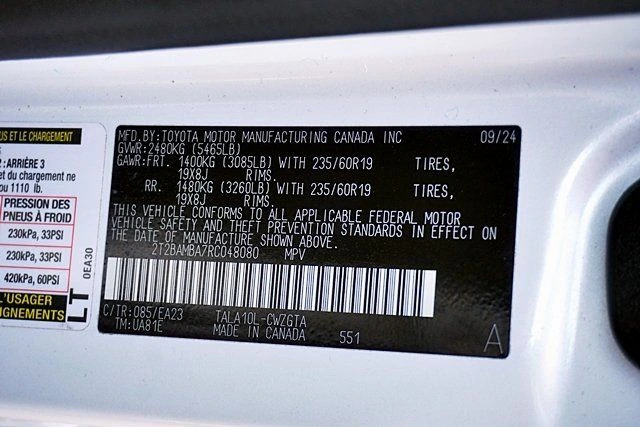 US ET LE CHARGEMENT
2 : ARRIÈRE 3
et du chargement ne
ou 1110 lb.
PRESSION DES
PNEUS À FROID
230kPa, 33PSI
230kPa, 33PSI
420kPa, 60PSI
L'USAGER
IGNEMENTS
0EA30
LT
MFD.BY:TOYOTA MOTOR MANUFACTURING CANADA INC 09/24
GVWR:2480KG (5465LB)
GAWR:FRT. 1400KG (3085LB) WITH 235/60R19 TIRES,
19X8J RIMS.
RR. 1480KG (3260LB) WITH 235/60R19 TIRES,
19X8J RIMS.
THIS VEHICLE CONFORMS TO ALL APPLICABLE FEDERAL MOTOR
VEHICLE SAFETY AND THEFT PREVENTION STANDARDS IN EFFECT ON
THE DATE OF MANUFACTURE SHOWN ABOVE.
2T2BAMBA7RC048080 MPV
C/TR:085/EA23 TALA10L-CWZGTA
TM:UA81E MADE IN CANADA 551 A